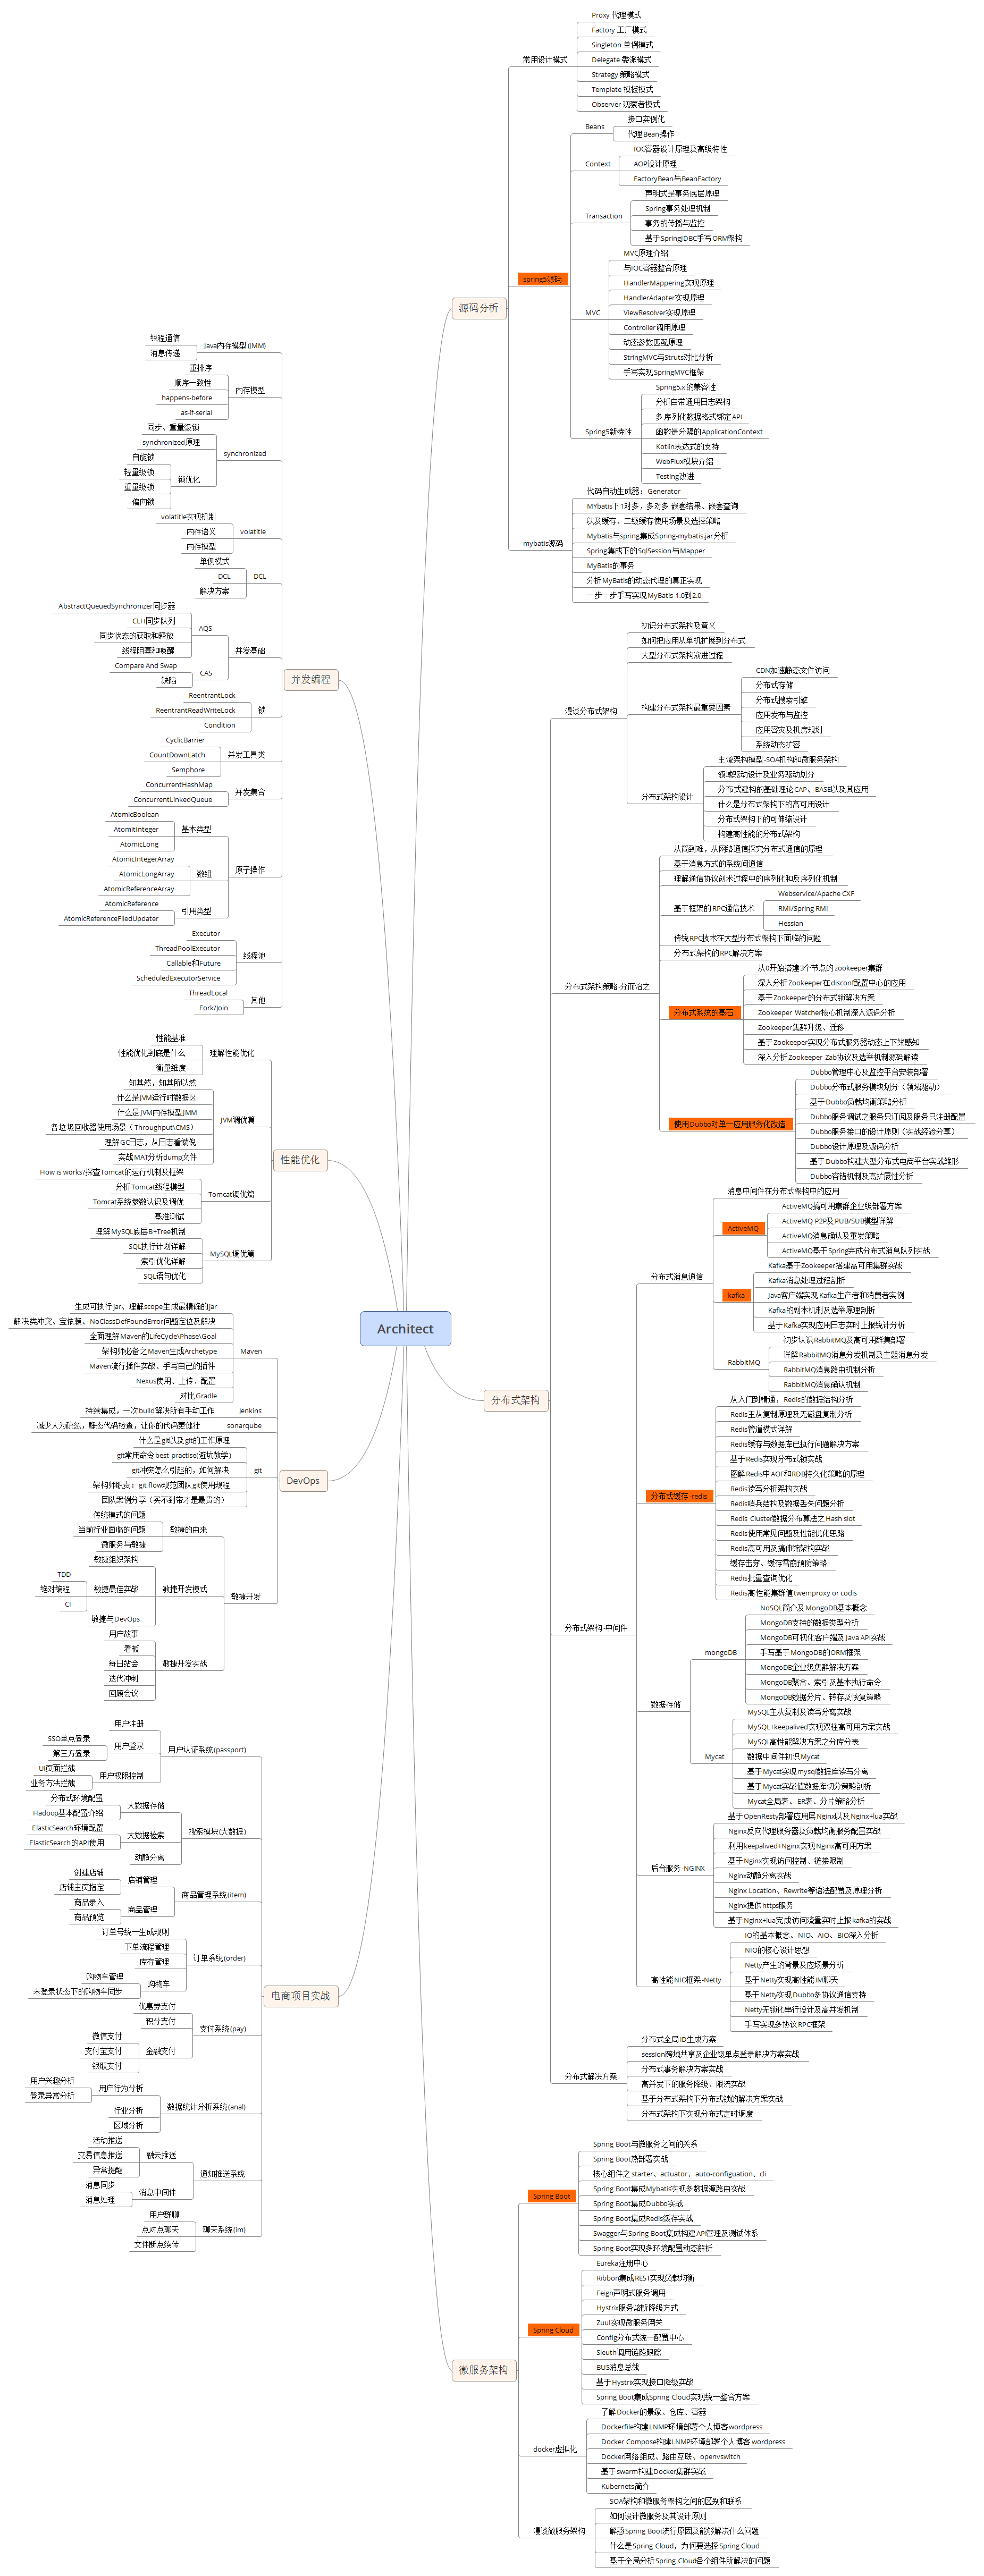 Architect
源码分析
常用设计模式
Proxy 代理模式
Factory 工厂模式
Singleton 单例模式
Delegate 委派模式
Strategy 策略模式
Template 模板模式
Observer 观察者模式
spring5源码
Beans
接口实例化
代理Bean操作
Context
IOC容器设计原理及高级特性
AOP设计原理
FactoryBean与BeanFactory
Transaction
声明式是事务底层原理
Spring事务处理机制
事务的传播与监控
基于SpringJDBC手写ORM架构
MVC
MVC原理介绍
与IOC容器整合原理
HandlerMappering实现原理
HandlerAdapter实现原理
ViewResolver实现原理
Controller调用原理
动态参数匹配原理
StringMVC与Struts对比分析
手写实现SpringMVC框架
Spring5新特性
Spring5.x 的兼容性
分析自带通用日志架构
多序列化数据格式绑定API
函数是分隔的ApplicationContext
Kotlin表达式的支持
WebFlux模块介绍
Testing改进
mybatis源码
代码自动生成器：Generator
MYbatis下1对多，多对多 嵌套结果、嵌套查询
以及缓存、二级缓存使用场景及选择策略
Mybatis与spring集成Spring-mybatis.jar分析
Spring集成下的SqlSession与Mapper
MyBatis的事务
分析MyBatis的动态代理的真正实现
一步一步手写实现MyBatis 1.0到2.0
分布式架构
漫谈分布式架构
初识分布式架构及意义
如何把应用从单机扩展到分布式
大型分布式架构演进过程
构建分布式架构最重要因素
CDN加速静态文件访问
分布式存储
分布式搜索引擎
应用发布与监控
应用容灾及机房规划
系统动态扩容
分布式架构设计
主流架构模型-SOA机构和微服务架构
领域驱动设计及业务驱动划分
分布式建构的基础理论CAP、BASE以及其应用
什么是分布式架构下的高可用设计
分布式架构下的可伸缩设计
构建高性能的分布式架构
分布式架构策略-分而治之
从简到难，从网络通信探究分布式通信的原理
基于消息方式的系统间通信
理解通信协议创术过程中的序列化和反序列化机制
基于框架的RPC通信技术
Webservice/Apache CXF
RMI/Spring RMI
Hessian
传统RPC技术在大型分布式架构下面临的问题
分布式架构的RPC解决方案
分布式系统的基石
从0开始搭建3个节点的zookeeper集群
深入分析Zookeeper在disconf配置中心的应用
基于Zookeeper的分布式锁解决方案
Zookeeper Watcher核心机制深入源码分析
Zookeeper集群升级、迁移
基于Zookeeper实现分布式服务器动态上下线感知
深入分析Zookeeper Zab协议及选举机制源码解读
使用Dubbo对单一应用服务化改造
Dubbo管理中心及监控平台安装部署
Dubbo分布式服务模块划分（领域驱动）
基于Dubbo负载均衡策略分析
Dubbo服务调试之服务只订阅及服务只注册配置
Dubbo服务接口的设计原则（实战经验分享）
Dubbo设计原理及源码分析
基于Dubbo构建大型分布式电商平台实战雏形
Dubbo容错机制及高扩展性分析
分布式架构-中间件
分布式消息通信
消息中间件在分布式架构中的应用
ActiveMQ
ActiveMQ搞可用集群企业级部署方案
ActiveMQ P2P及PUB/SUB模型详解
ActiveMQ消息确认及重发策略
ActiveMQ基于Spring完成分布式消息队列实战
kafka
Kafka基于Zookeeper搭建高可用集群实战
Kafka消息处理过程剖析
Java客户端实现Kafka生产者和消费者实例
Kafka的副本机制及选举原理剖析
基于Kafka实现应用日志实时上报统计分析
RabbitMQ
初步认识RabbitMQ及高可用群集部署
详解RabbitMQ消息分发机制及主题消息分发
RabbitMQ消息路由机制分析
RabbitMQ消息确认机制
分布式缓存-redis
从入门到精通，Redis的数据结构分析
Redis主从复制原理及无磁盘复制分析
Redis管道模式详解
Redis缓存与数据库已执行问题解决方案
基于Redis实现分布式锁实战
图解Redis中AOF和RDB持久化策略的原理
Redis读写分析架构实战
Redis哨兵结构及数据丢失问题分析
Redis Cluster数据分布算法之Hash slot
Redis使用常见问题及性能优化思路
Redis高可用及搞伸缩架构实战
缓存击穿、缓存雪崩预防策略
Redis批量查询优化
Redis高性能集群值twemproxy or codis
数据存储
mongoDB
NoSQL简介及MongoDB基本概念
MongoDB支持的数据类型分析
MongoDB可视化客户端及Java API实战
手写基于MongoDB的ORM框架
MongoDB企业级集群解决方案
MongoDB聚合、索引及基本执行命令
MongoDB数据分片、转存及恢复策略
Mycat
MySQL主从复制及读写分离实战
MySQL+keepalived实现双柱高可用方案实战
MySQL高性能解决方案之分库分表
数据中间件初识Mycat
基于Mycat实现mysql数据库读写分离
基于Mycat实战值数据库切分策略剖析
Mycat全局表、ER表、分片策略分析
后台服务-NGINX
基于OpenResty部署应用层Nginx以及Nginx+lua实战
Nginx反向代理服务器及负载均衡服务配置实战
利用keepalived+Nginx实现Nginx高可用方案
基于Nginx实现访问控制、链接限制
Nginx动静分离实战
Nginx Location、Rewrite等语法配置及原理分析
Nginx提供https服务
基于Nginx+lua完成访问流量实时上报kafka的实战
高性能NIO框架-Netty
IO的基本概念、NIO、AIO、BIO深入分析
NIO的核心设计思想
Netty产生的背景及应场景分析
基于Netty实现高性能IM聊天
基于Netty实现Dubbo多协议通信支持
Netty无锁化串行设计及高并发机制
手写实现多协议RPC框架
分布式解决方案
分布式全局ID生成方案
session跨域共享及企业级单点登录解决方案实战
分布式事务解决方案实战
高并发下的服务降级、限流实战
基于分布式架构下分布式锁的解决方案实战
分布式架构下实现分布式定时调度
微服务架构
Spring Boot
Spring Boot与微服务之间的关系
Spring Boot热部署实战
核心组件之starter、actuator、auto-configuation、cli
Spring Boot集成Mybatis实现多数据源路由实战
Spring Boot集成Dubbo实战
Spring Boot集成Redis缓存实战
Swagger与Spring Boot集成构建API管理及测试体系
Spring Boot实现多环境配置动态解析
Spring Cloud
Eureka注册中心
Ribbon集成REST实现负载均衡
Feign声明式服务调用
Hystrix服务熔断降级方式
Zuul实现微服务网关
Config分布式统一配置中心
Sleuth调用链路跟踪
BUS消息总线
基于Hystrix实现接口降级实战
Spring Boot集成Spring Cloud实现统一整合方案
docker虚拟化
了解Docker的景象、仓库、容器
Dockerfile构建LNMP环境部署个人博客wordpress
Docker Compose构建LNMP环境部署个人博客wordpress
Docker网络组成、路由互联、openvswitch
基于swarm构建Docker集群实战
Kubernets简介
漫谈微服务架构
SOA架构和微服务架构之间的区别和联系
如何设计微服务及其设计原则
解惑Spring Boot流行原因及能够解决什么问题
什么是Spring Cloud，为何要选择Spring Cloud
基于全局分析Spring Cloud各个组件所解决的问题
并发编程
Java内存模型(JMM)
线程通信
消息传递
内存模型
重排序
顺序一致性
happens-before
as-if-serial
synchronized
同步、重量级锁
synchronized原理
锁优化
自旋锁
轻量级锁
重量级锁
偏向锁
volatitle
volatitle实现机制
内存语义
内存模型
DCL
单例模式
DCL
解决方案
并发基础
AQS
AbstractQueuedSynchronizer同步器
CLH同步队列
同步状态的获取和释放
线程阻塞和唤醒
CAS
Compare And Swap
缺陷
锁
ReentrantLock
ReentrantReadWriteLock
Condition
并发工具类
CyclicBarrier
CountDownLatch
Semphore
并发集合
ConcurrentHashMap
ConcurrentLinkedQueue
原子操作
基本类型
AtomicBoolean
AtomitInteger
AtomicLong
数组
AtomicIntegerArray
AtomicLongArray
AtomicReferenceArray
引用类型
AtomicReference
AtomicReferenceFiledUpdater
线程池
Executor
ThreadPoolExecutor
Callable和Future
ScheduledExecutorService
其他
ThreadLocal
Fork/Join
性能优化
理解性能优化
性能基准
性能优化到底是什么
衡量维度
JVM调优篇
知其然，知其所以然
什么是JVM运行时数据区
什么是JVM内存模型JMM
各垃圾回收器使用场景（Throughput\CMS）
理解GC日志，从日志看端倪
实战MAT分析dump文件
Tomcat调优篇
How is works?探查Tomcat的运行机制及框架
分析Tomcat线程模型
Tomcat系统参数认识及调优
基准测试
MySQL调优篇
理解MySQL底层B+Tree机制
SQL执行计划详解
索引优化详解
SQL语句优化
DevOps
Maven
生成可执行jar、理解scope生成最精确的jar
解决类冲突、宝依赖、NoClassDefFoundError问题定位及解决
全面理解Maven的LifeCycle\Phase\Goal
架构师必备之Maven生成Archetype
Maven流行插件实战、手写自己的插件
Nexus使用、上传、配置
对比Gradle
Jenkins
持续集成，一次build解决所有手动工作
sonarqube
减少人为疏忽，静态代码检查，让你的代码更健壮
git
什么是git以及git的工作原理
git常用命令best practise(避坑教学)
git冲突怎么引起的，如何解决
架构师职责：git flow规范团队git使用规程
团队案例分享（买不到带才是最贵的）
敏捷开发
敏捷的由来
传统模式的问题
当前行业面临的问题
微服务与敏捷
敏捷开发模式
敏捷组织架构
敏捷最佳实战
TDD
绝对编程
CI
敏捷与DevOps
敏捷开发实战
用户故事
看板
每日站会
迭代冲刺
回顾会议
电商项目实战
用户认证系统(passport)
用户注册
用户登录
SSO单点登录
第三方登录
用户权限控制
UI页面拦截
业务方法拦截
搜索模块(大数据)
大数据存储
分布式环境配置
Hadoop基本配置介绍
大数据检索
ElasticSearch环境配置
ElasticSearch的API使用
动静分离
商品管理系统(item)
店铺管理
创建店铺
店铺主页指定
商品管理
商品录入
商品预览
订单系统(order)
订单号统一生成规则
下单流程管理
库存管理
购物车
购物车管理
未登录状态下的购物车同步
支付系统(pay)
优惠券支付
积分支付
金融支付
微信支付
支付宝支付
银联支付
数据统计分析系统(anal)
用户行为分析
用户兴趣分析
登录异常分析
行业分析
区域分析
通知推送系统
融云推送
活动推送
交易信息推送
异常提醒
消息中间件
消息同步
消息处理
聊天系统(im)
用户群聊
点对点聊天
文件断点续传